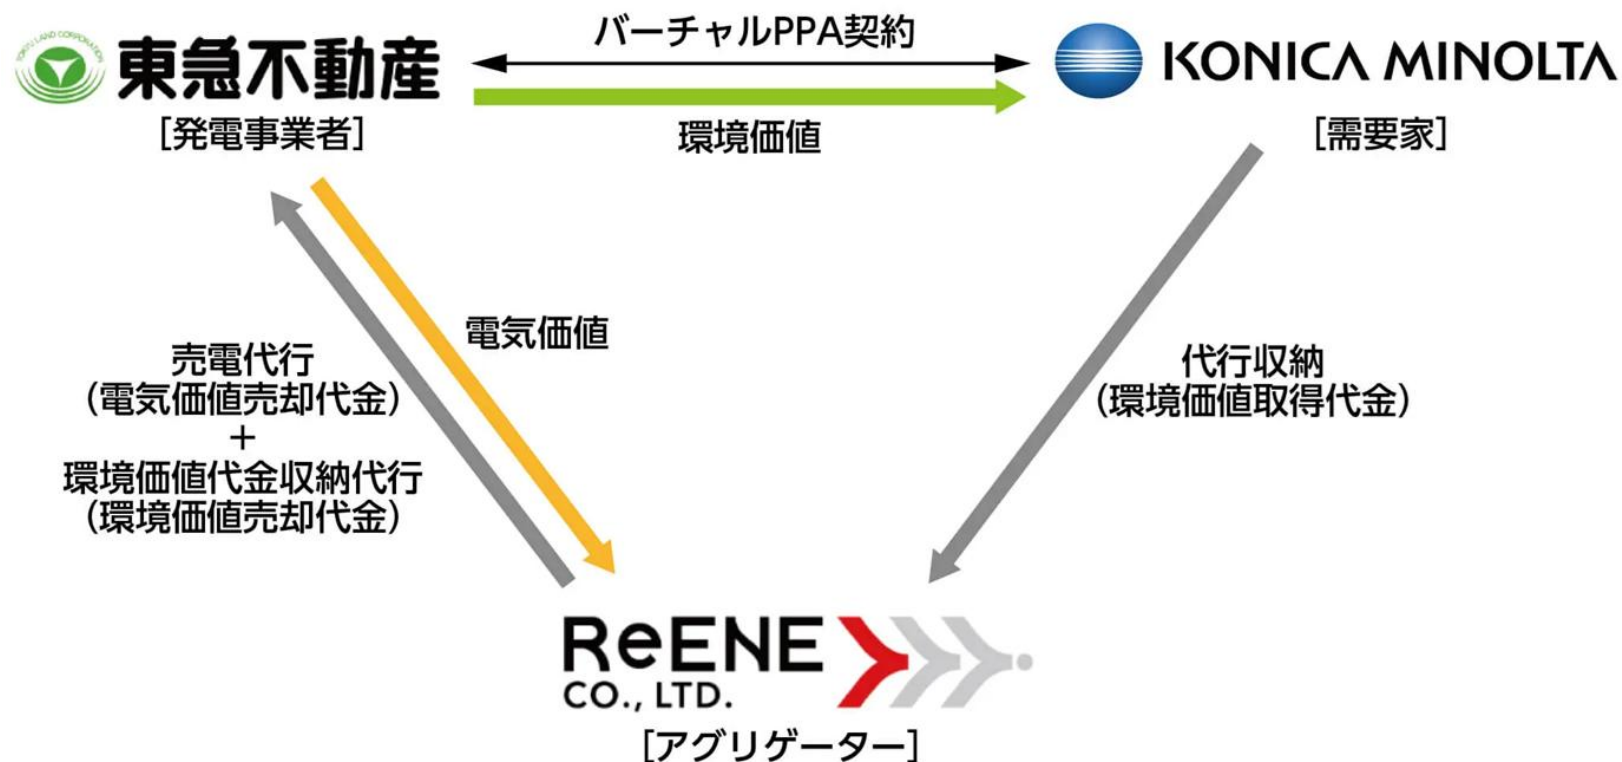 TOKYU LAND CORPORATION
東急不動産
[発電事業者]
バーチャルPPA契約
環境価値
KONICA MINOLTA
[需要家]
電気価値
売電代行
(電気価値売却代金)
+
環境価値代金収納代行
(環境価値売却代金)
代行収納
(環境価値取得代金)
ReENE
CO., LTD.
[アグリゲーター]